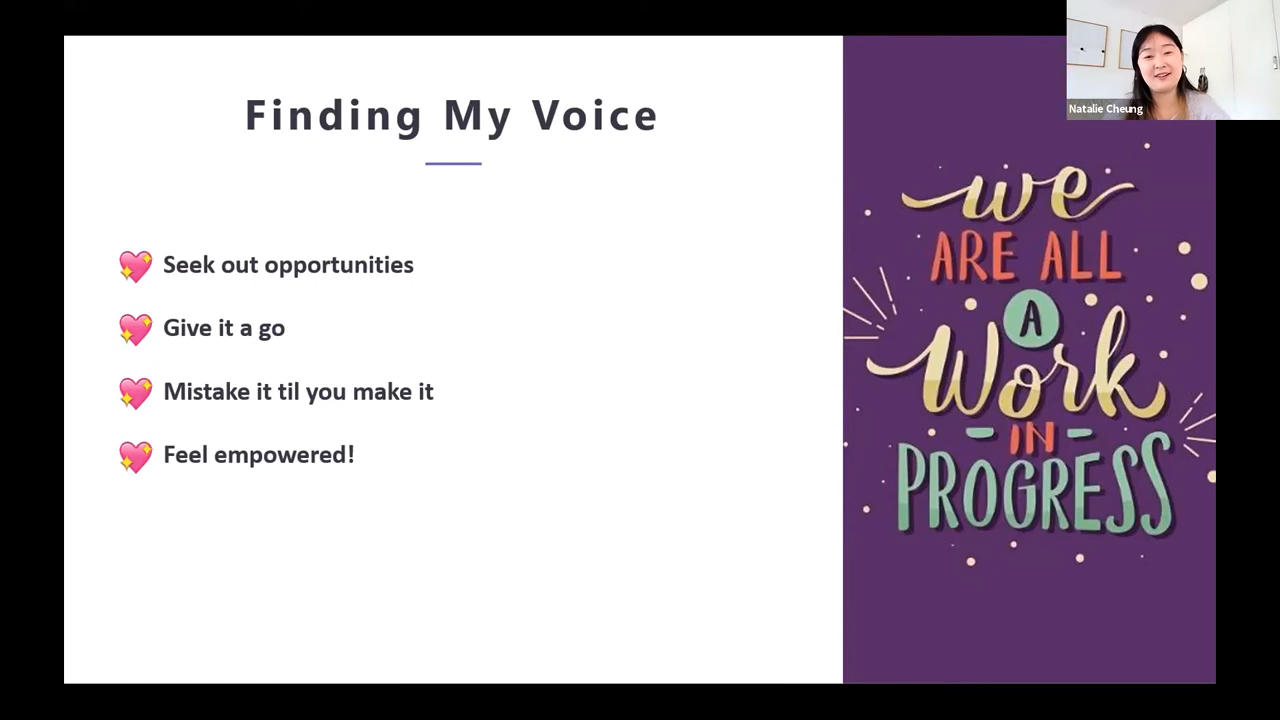 Finding My Voice
Seek out opportunities
Give it a go
Mistake it til you make it
Feel empowered!
Natalie Cheung
we
ARE ALL
A
Work
IN
PROGRESS